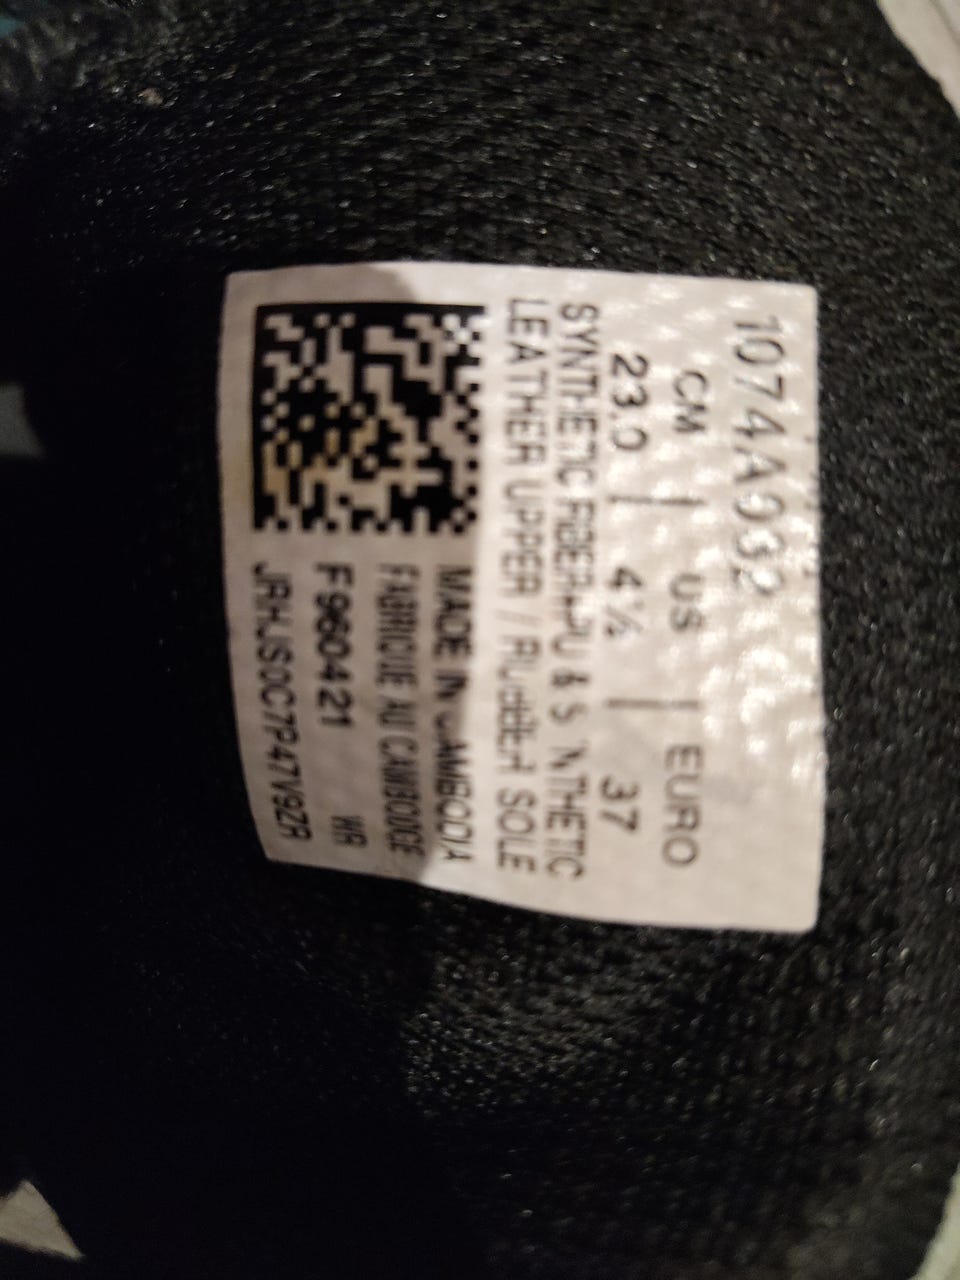 1074A032
CM | US | EURO
23.0 | 4½ | 37
SYNTHETIC FIBER-PU & SYNTHETIC
LEATHER UPPER / RUBBER SOLE
MADE IN CAMBODIA
FABRIQUE AU CAMBODGE
F960421 WR
JRHJS0C7P47V9ZR